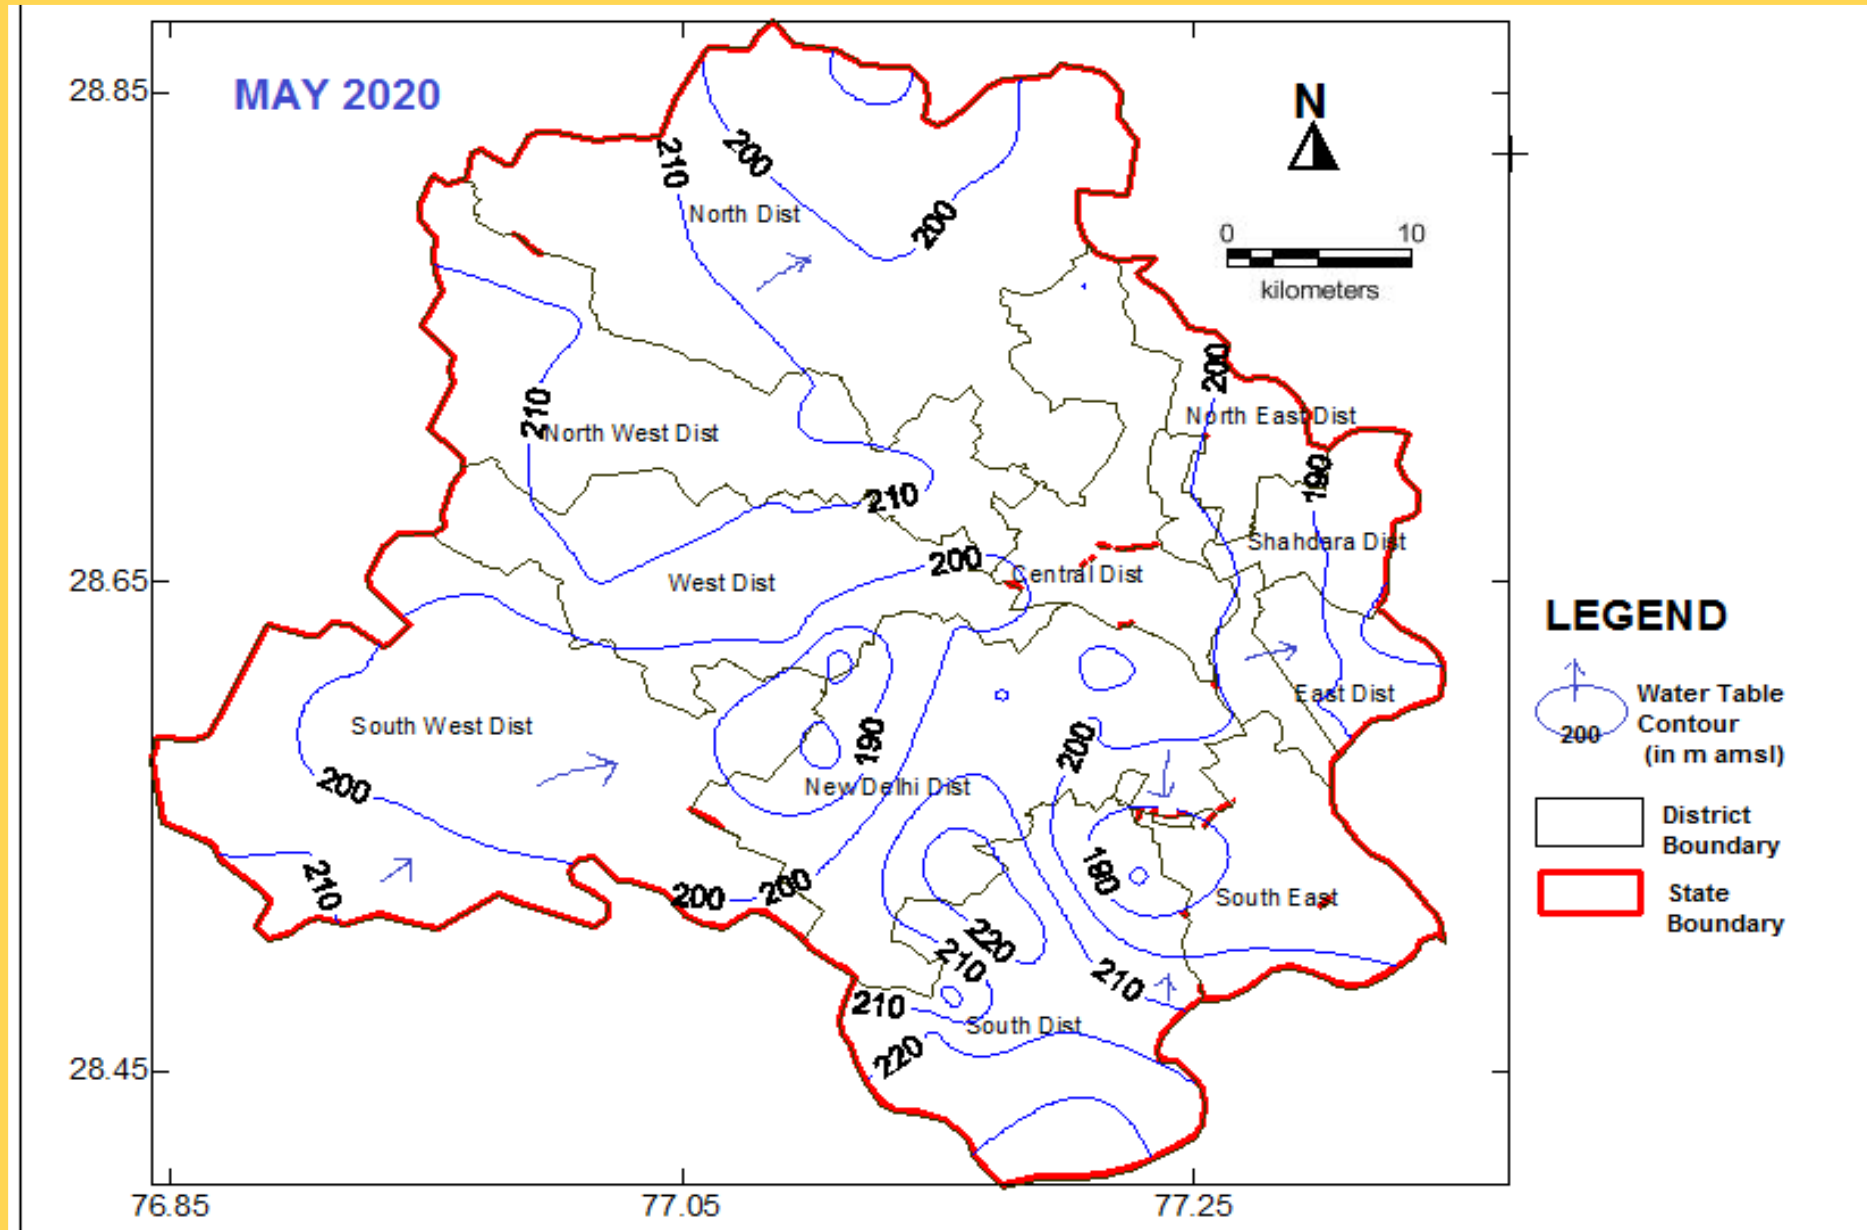 MAY 2020
28.85
28.65
28.45
76.85
77.05
77.25
N
0 10
kilometers
210
200
200
North Dist
210
North West Dist
210
200
North East Dist
190
Shahdara Dist
200
West Dist
Central Dist
South West Dist
200
190
New Delhi Dist
200
East Dist
210
200
200
190
South East
220
210
210
210
South Dist
220
LEGEND
200
Water Table
Contour
(in m amsl)
District
Boundary
State
Boundary